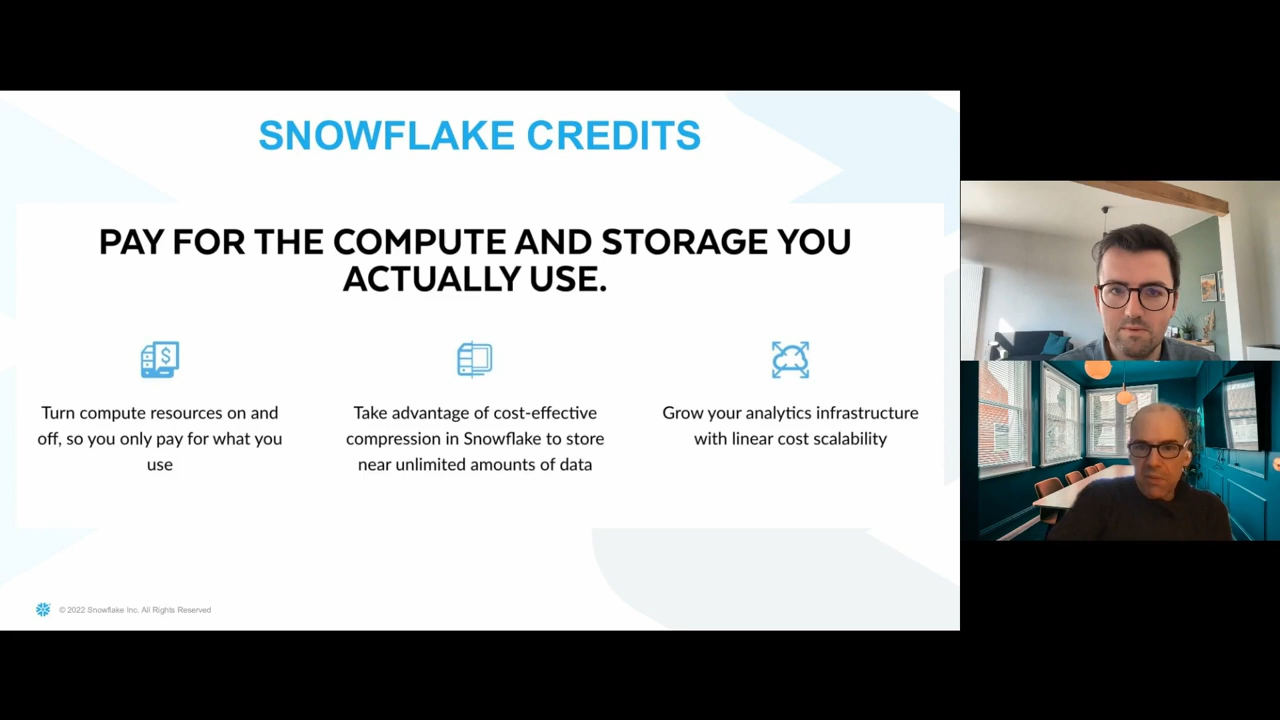 SNOWFLAKE CREDITS
PAY FOR THE COMPUTE AND STORAGE YOU
ACTUALLY USE.
Turn compute resources on and
off, so you only pay for what you
use
Take advantage of cost-effective
compression in Snowflake to store
near unlimited amounts of data
Grow your analytics infrastructure
with linear cost scalability
© 2022 Snowflake Inc. All Rights Reserved